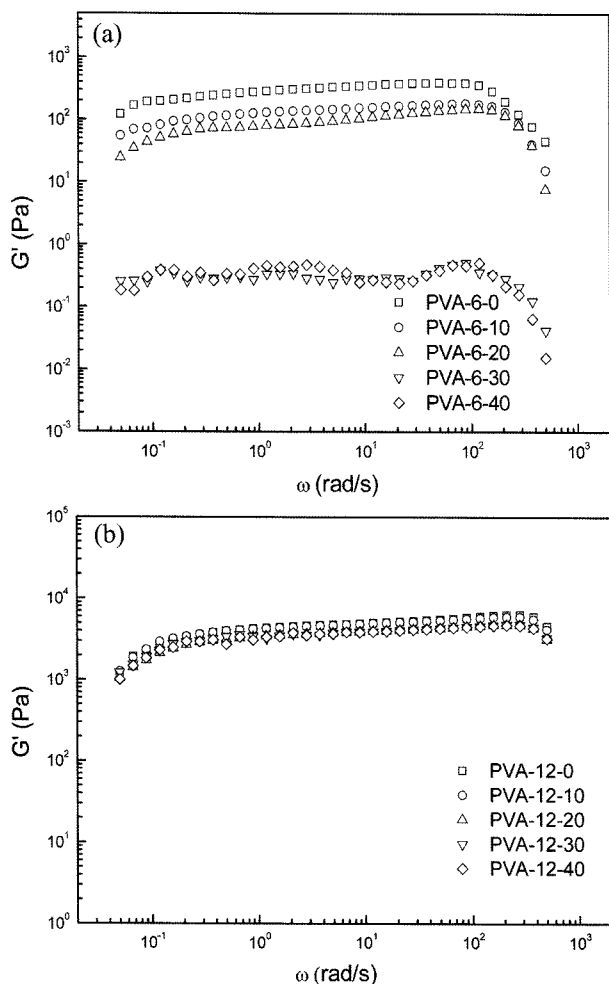 (a)
10³
10²
10¹
10⁰
10⁻¹
10⁻²
10⁻³
G' (Pa)
PVA-6-0
PVA-6-10
PVA-6-20
PVA-6-30
PVA-6-40
10⁻¹ 10⁰ 10¹ 10² 10³
ω (rad/s)
(b)
10⁵
10⁴
10³
10²
10¹
10⁰
G' (Pa)
PVA-12-0
PVA-12-10
PVA-12-20
PVA-12-30
PVA-12-40
10⁻¹ 10⁰ 10¹ 10² 10³
ω (rad/s)